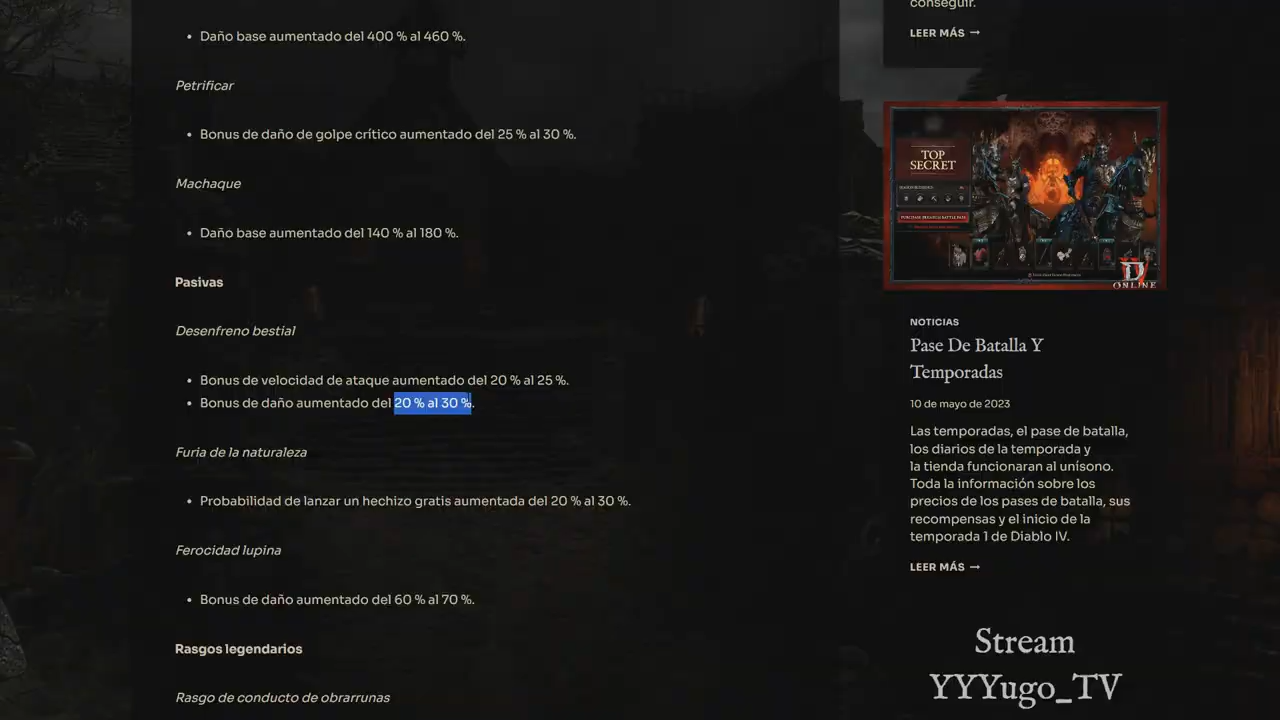 conseguir.
LEER MÁS →
• Daño base aumentado del 400 % al 460 %.
Petrificar
• Bonus de daño de golpe crítico aumentado del 25 % al 30 %.
Machaque
• Daño base aumentado del 140 % al 180 %.
Pasivas
Desenfreno bestial
• Bonus de velocidad de ataque aumentado del 20 % al 25 %.
• Bonus de daño aumentado del 20 % al 30 %.
Furia de la naturaleza
• Probabilidad de lanzar un hechizo gratis aumentada del 20 % al 30 %.
Ferocidad lupina
• Bonus de daño aumentado del 60 % al 70 %.
Rasgos legendarios
Rasgo de conducto de obrarrunas
TOP
SECRET
PURCHASE PREMIUM BATTLE PASS
ONLINE
NOTICIAS
Pase De Batalla Y
Temporadas
10 de mayo de 2023
Las temporadas, el pase de batalla,
los diarios de la temporada y
la tienda funcionaran al unísono.
Toda la información sobre los
precios de los pases de batalla, sus
recompensas y el inicio de la
temporada 1 de Diablo IV.
LEER MÁS →
Stream
YYYugo_TV